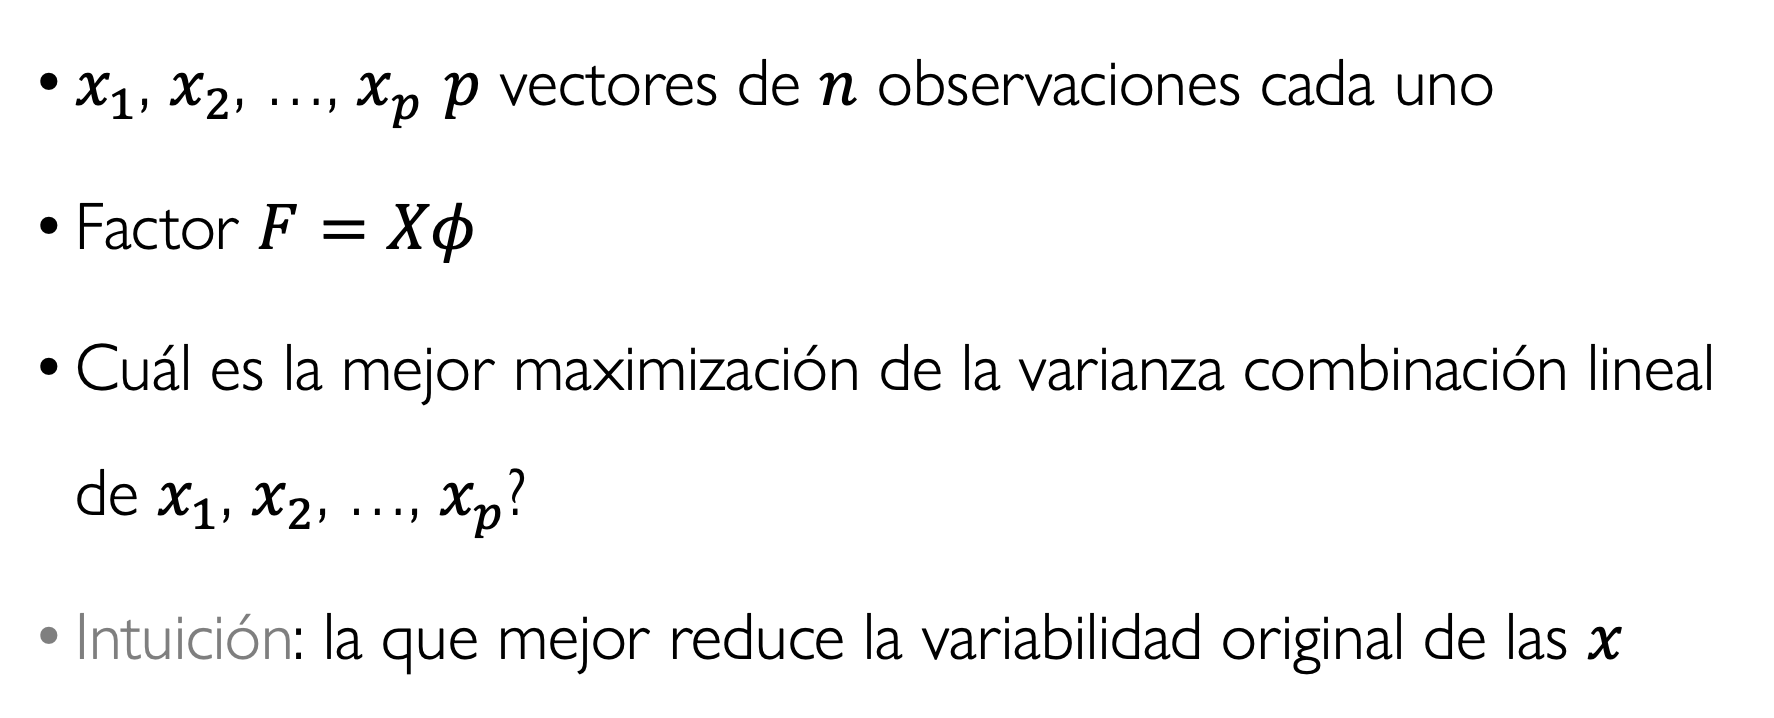 • x₁, x₂, …, xₚ p vectores de n observaciones cada uno
• Factor F = Xϕ
• Cuál es la mejor maximización de la varianza combinación lineal
de x₁, x₂, …, xₚ?
• Intuición: la que mejor reduce la variabilidad original de las x